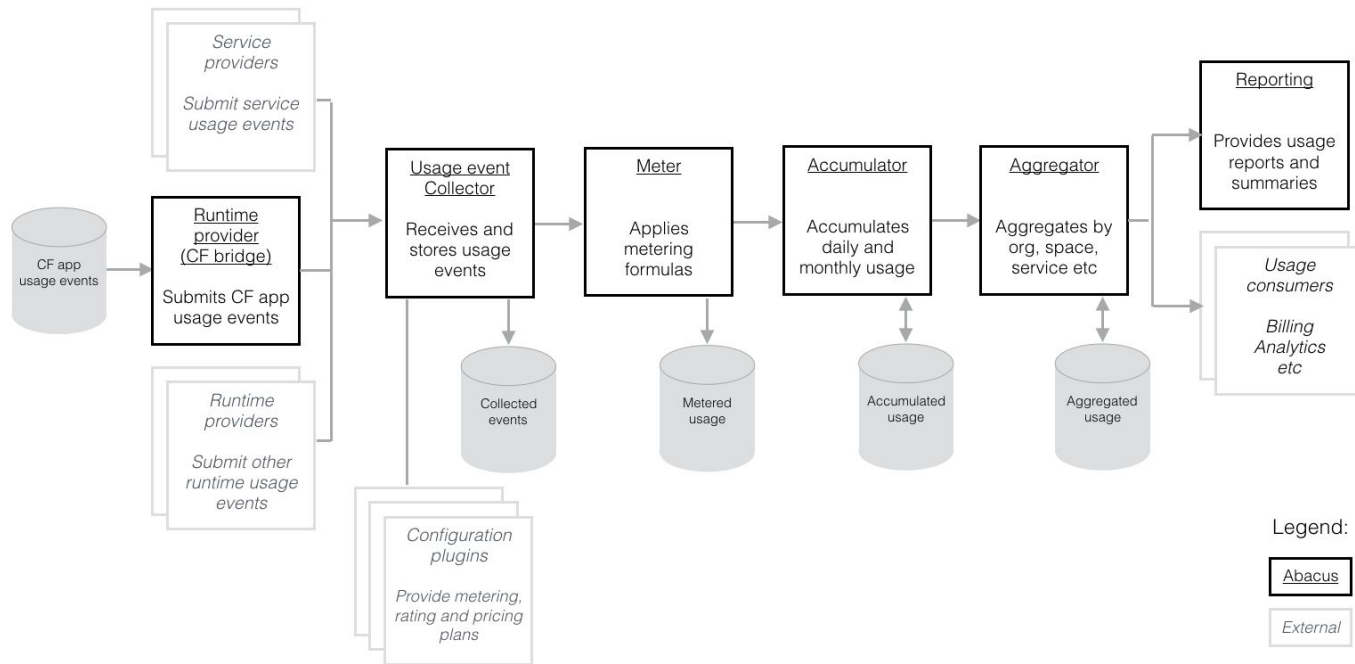 Service
providers
Submit service
usage events
CF app
usage events
Runtime
provider
(CF bridge)
Submits CF app
usage events
Runtime
providers
Submit other
runtime usage
events
Usage event
Collector
Receives and
stores usage
events
Collected
events
Configuration
plugins
Provide metering,
rating and pricing
plans
Meter
Applies
metering
formulas
Metered
usage
Accumulator
Accumulates
daily and
monthly usage
Accumulated
usage
Aggregator
Aggregates by
org, space,
service etc
Aggregated
usage
Reporting
Provides usage
reports and
summaries
Usage
consumers
Billing
Analytics
etc
Legend:
Abacus
External